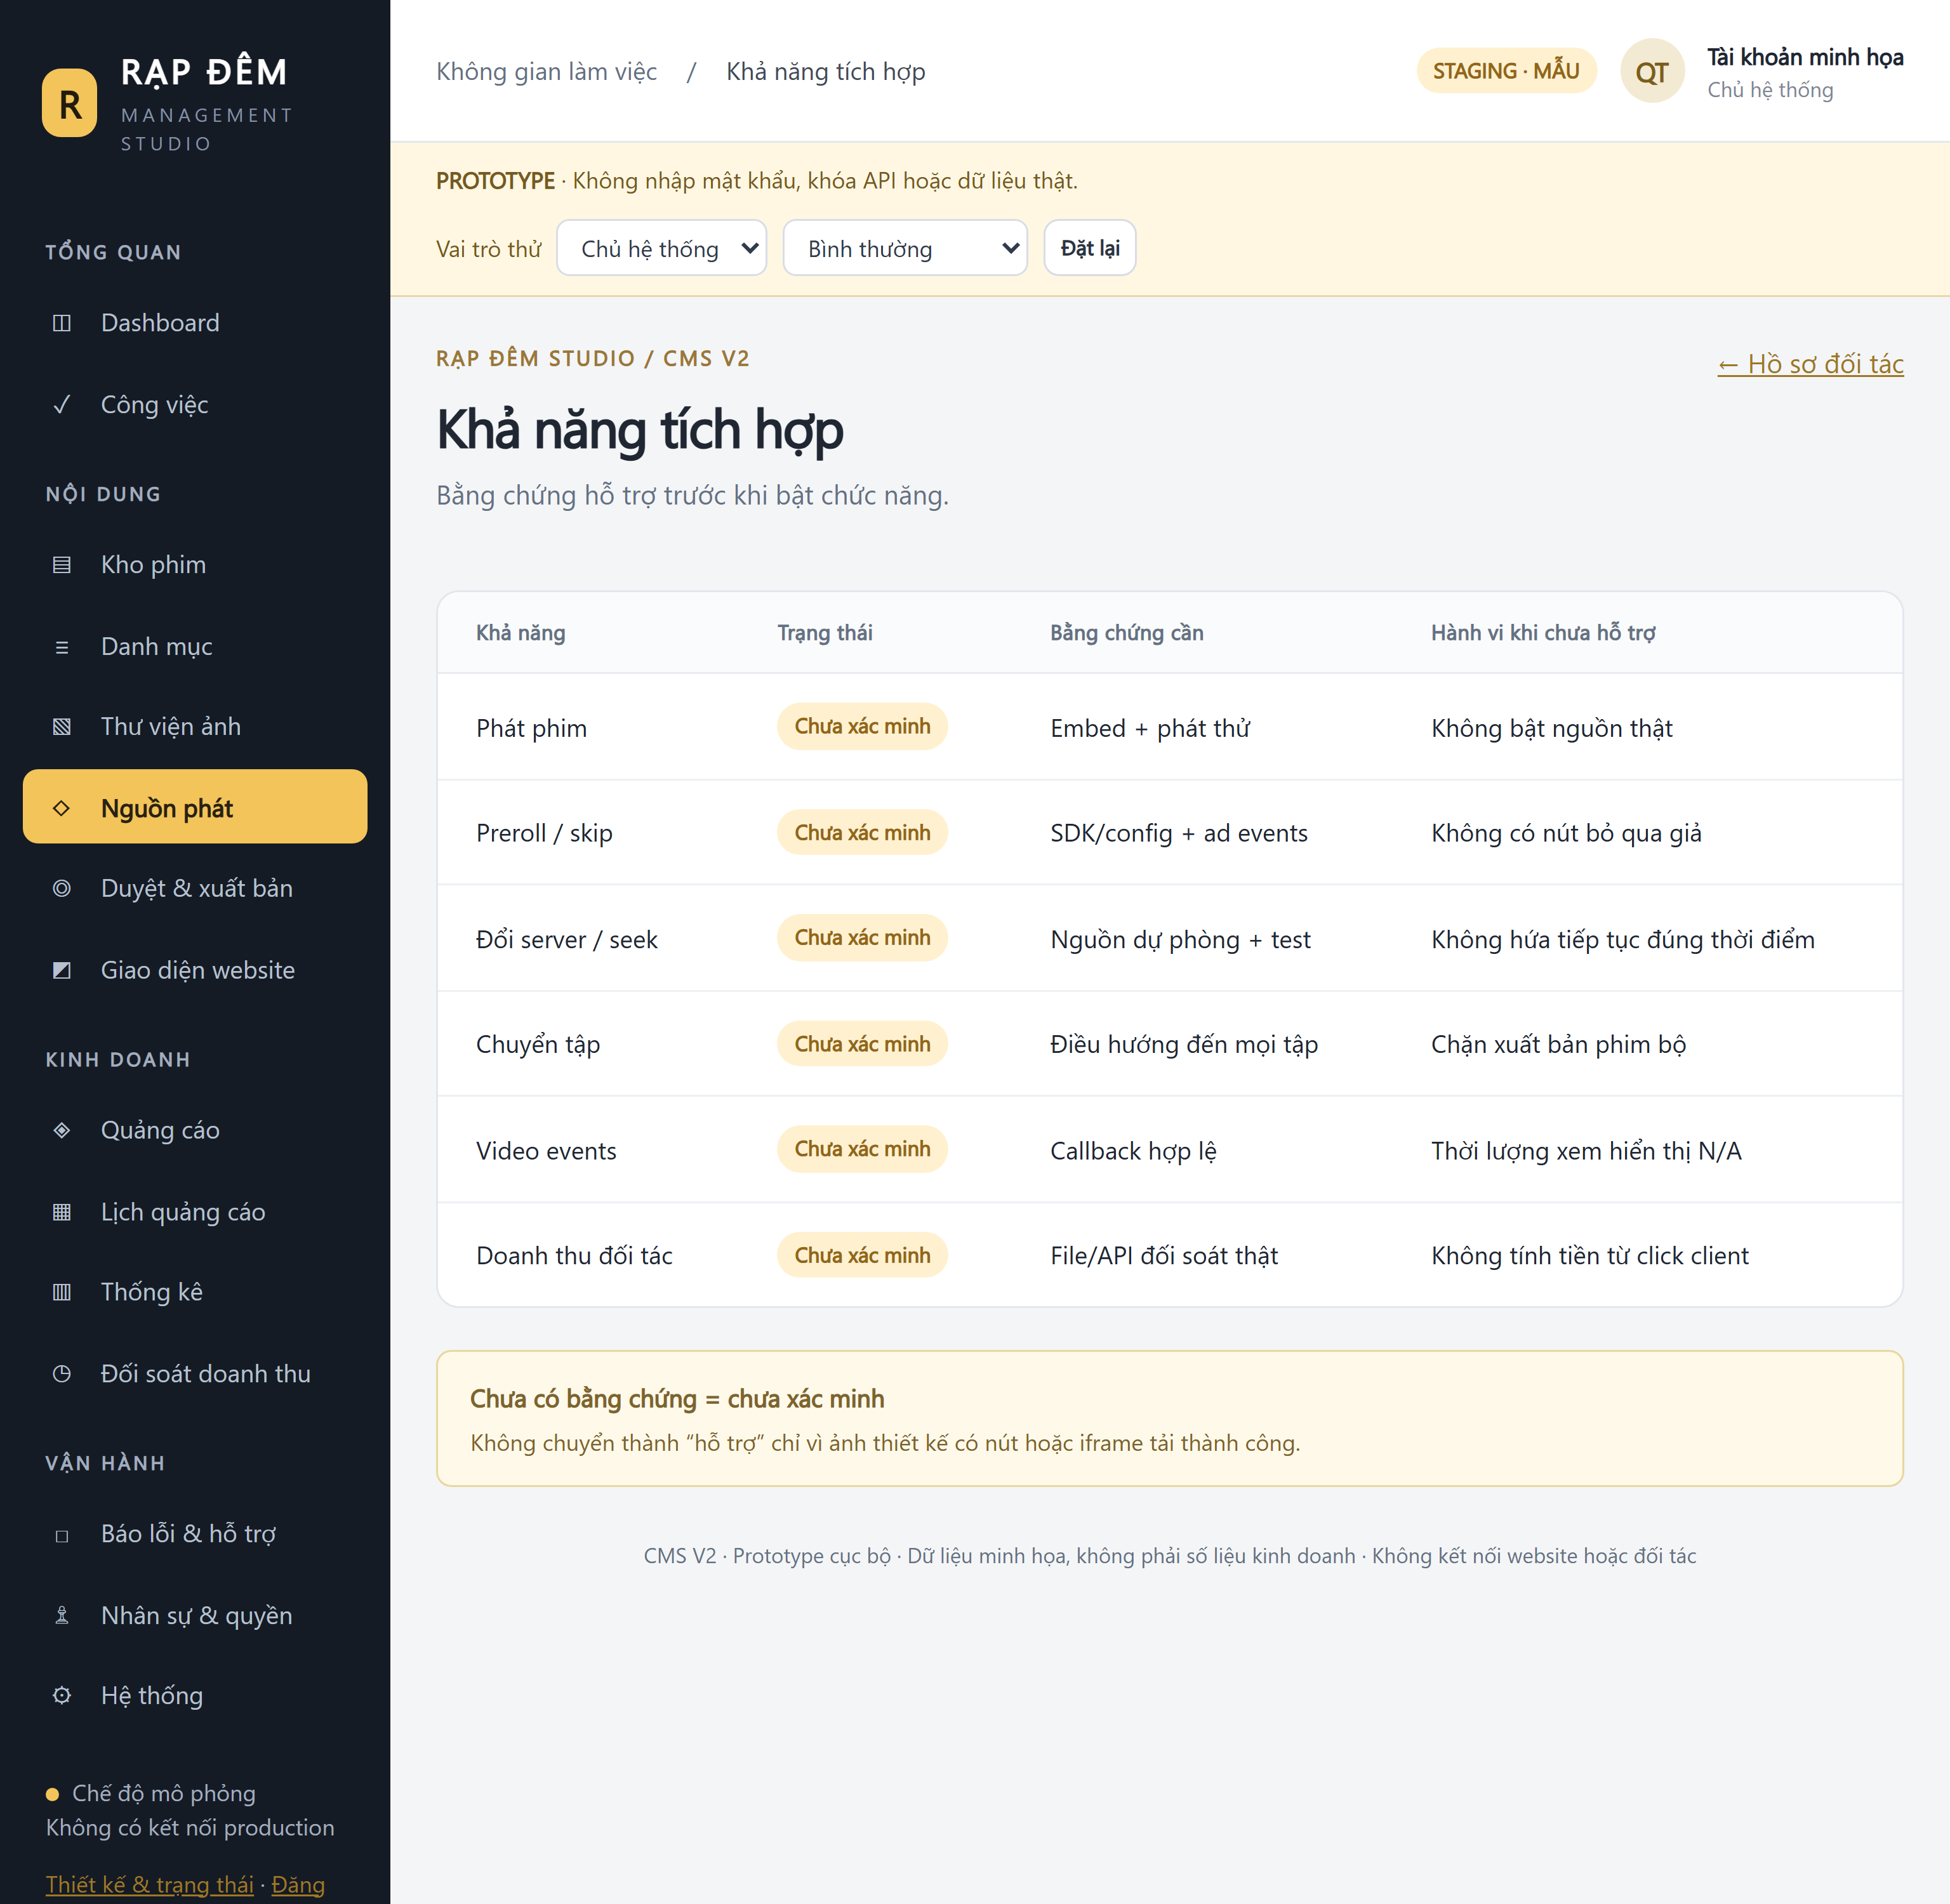 R
RẠP ĐÊM
MANAGEMENT
STUDIO
TỔNG QUAN
Dashboard
Công việc
NỘI DUNG
Kho phim
Danh mục
Thư viện ảnh
Nguồn phát
Duyệt & xuất bản
Giao diện website
KINH DOANH
Quảng cáo
Lịch quảng cáo
Thống kê
Đối soát doanh thu
VẬN HÀNH
Báo lỗi & hỗ trợ
Nhân sự & quyền
Hệ thống
Chế độ mô phỏng
Không có kết nối production
Thiết kế & trạng thái · Đăng
Không gian làm việc / Khả năng tích hợp
STAGING · MẪU
QT
Tài khoản minh họa
Chủ hệ thống
PROTOTYPE · Không nhập mật khẩu, khóa API hoặc dữ liệu thật.
Vai trò thử Chủ hệ thống Bình thường Đặt lại
RẠP ĐÊM STUDIO / CMS V2
← Hồ sơ đối tác
Khả năng tích hợp
Bằng chứng hỗ trợ trước khi bật chức năng.
Khả năng Trạng thái Bằng chứng cần Hành vi khi chưa hỗ trợ
Phát phim Chưa xác minh Embed + phát thử Không bật nguồn thật
Preroll / skip Chưa xác minh SDK/config + ad events Không có nút bỏ qua giả
Đổi server / seek Chưa xác minh Nguồn dự phòng + test Không hứa tiếp tục đúng thời điểm
Chuyển tập Chưa xác minh Điều hướng đến mọi tập Chặn xuất bản phim bộ
Video events Chưa xác minh Callback hợp lệ Thời lượng xem hiển thị N/A
Doanh thu đối tác Chưa xác minh File/API đối soát thật Không tính tiền từ click client
Chưa có bằng chứng = chưa xác minh
Không chuyển thành “hỗ trợ” chỉ vì ảnh thiết kế có nút hoặc iframe tải thành công.
CMS V2 · Prototype cục bộ · Dữ liệu minh họa, không phải số liệu kinh doanh · Không kết nối website hoặc đối tác